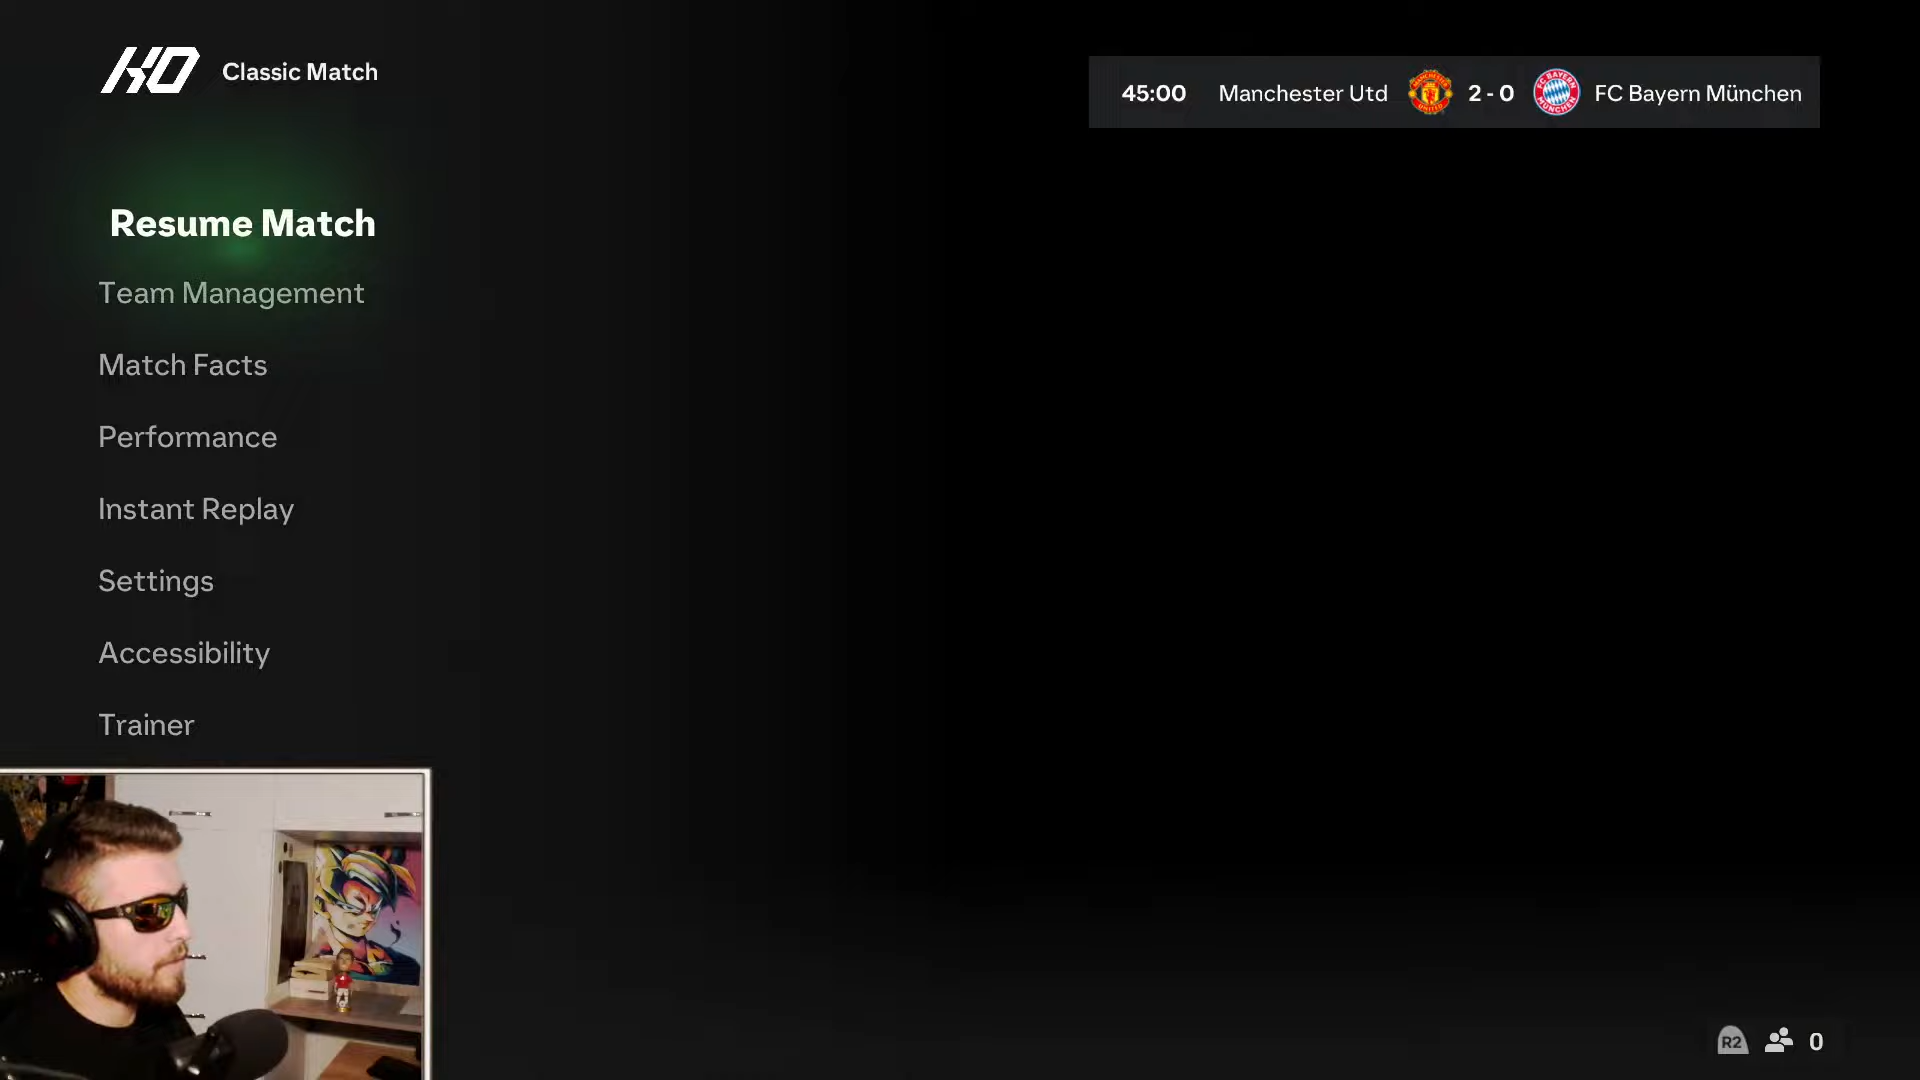 KO Classic Match
45:00 Manchester Utd 2 - 0 FC Bayern München
Resume Match
Team Management
Match Facts
Performance
Instant Replay
Settings
Accessibility
Trainer
R2 0